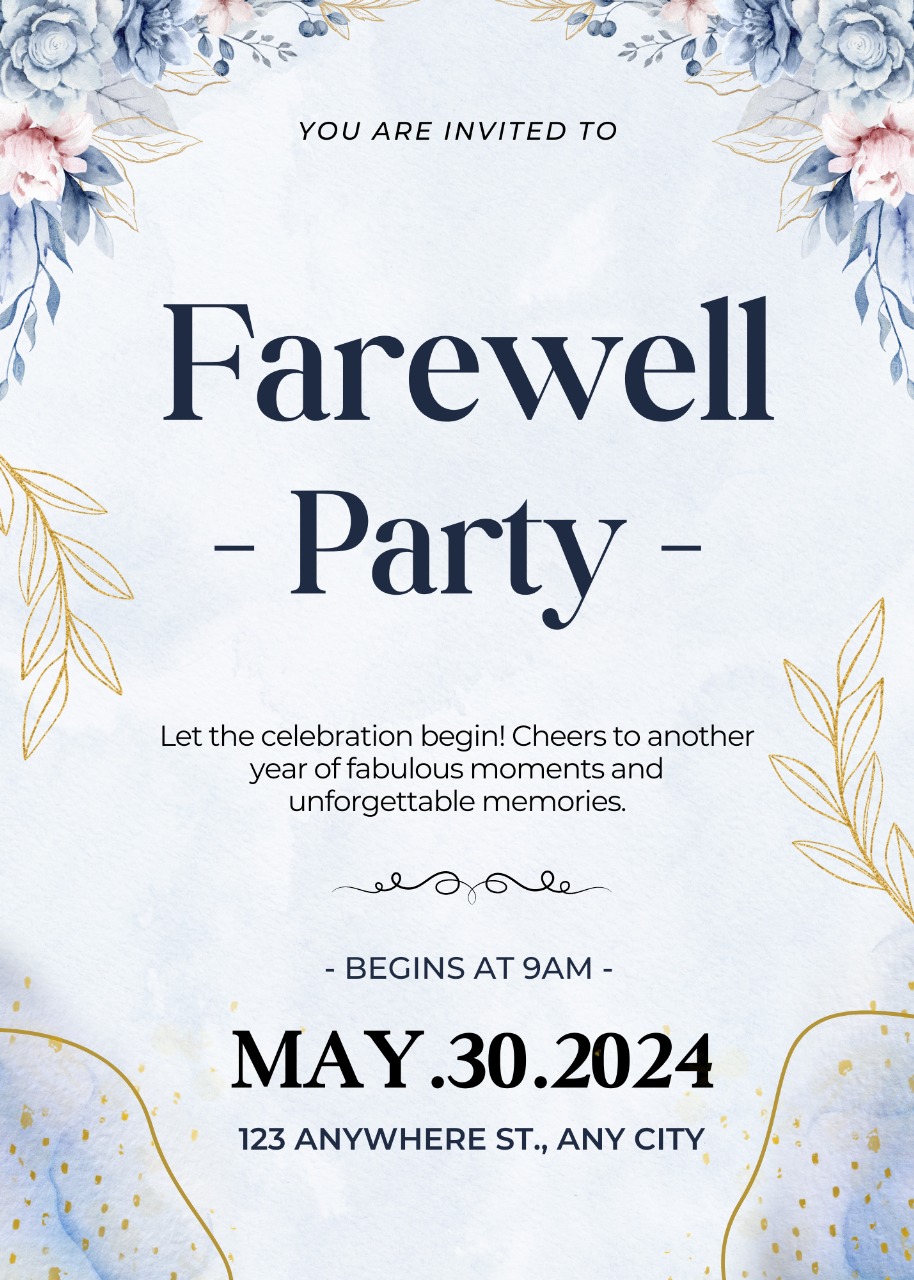 YOU ARE INVITED TO
Farewell
- Party -
Let the celebration begin! Cheers to another
year of fabulous moments and
unforgettable memories.
- BEGINS AT 9AM -
MAY.30.2024
123 ANYWHERE ST., ANY CITY